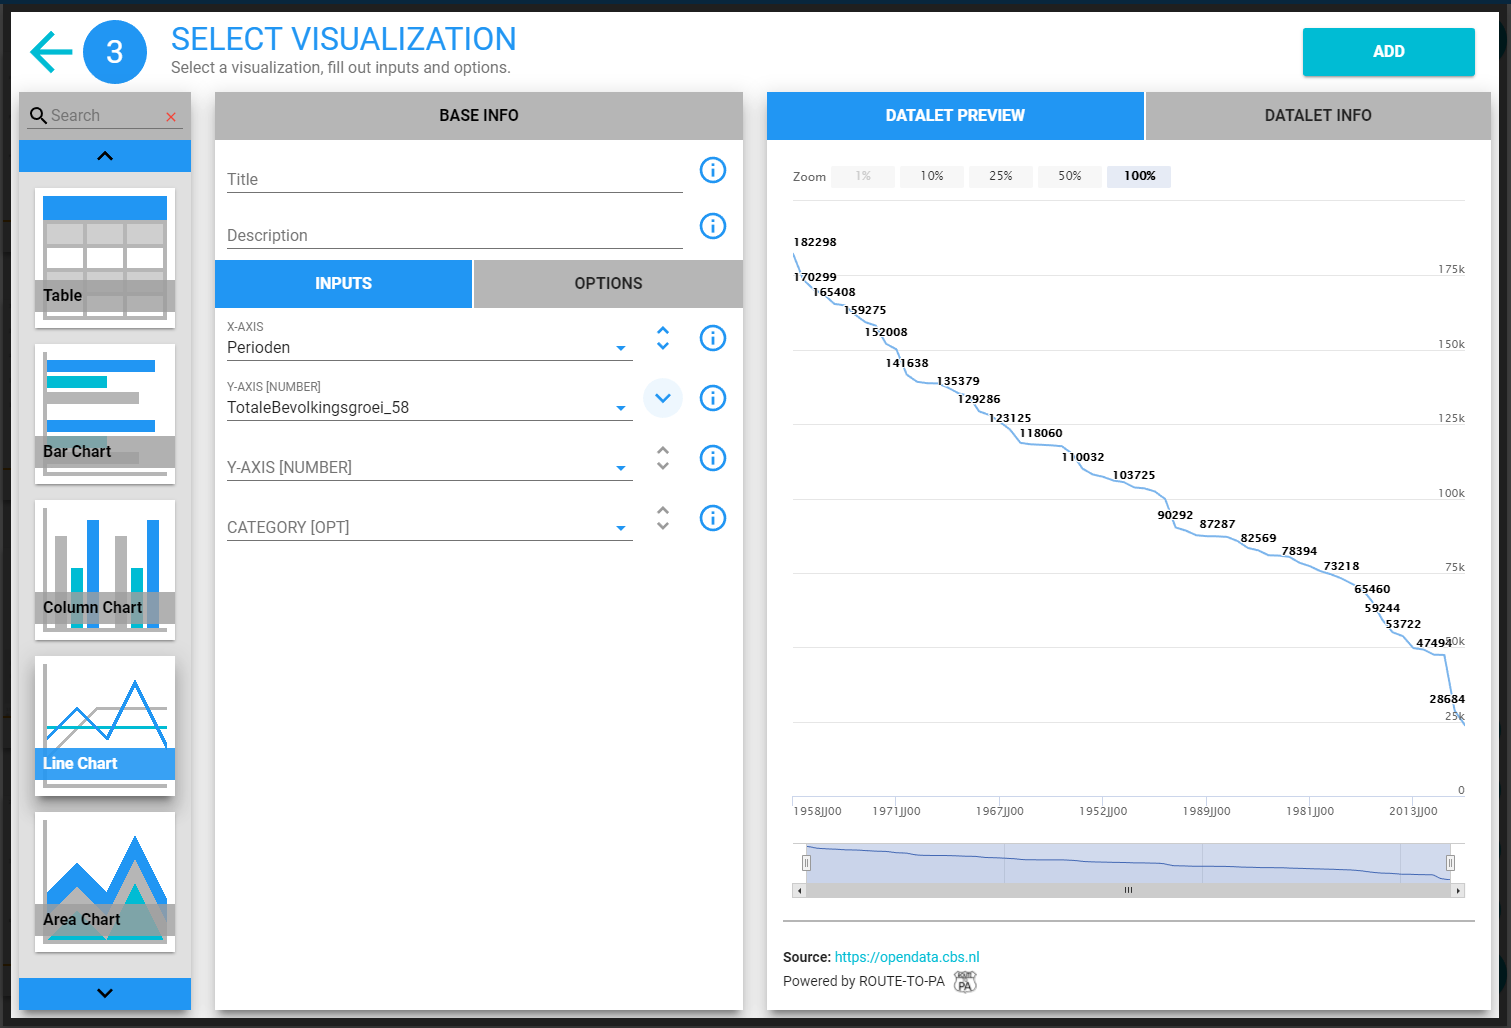 3
SELECT VISUALIZATION
Select a visualization, fill out inputs and options.
ADD
Search
Table
Bar Chart
Column Chart
Line Chart
Area Chart
BASE INFO
Title
Description
INPUTS
OPTIONS
X-AXIS
Perioden
Y-AXIS [NUMBER]
TotaleBevolkingsgroei_58
Y-AXIS [NUMBER]
CATEGORY [OPT]
DATALET PREVIEW
DATALET INFO
Zoom 1% 10% 25% 50% 100%
182298
175k
170299
165408
159275
152008
150k
141638
135379
129286
125k
123125
118060
110032
103725
100k
90292
87287
82569
78394
75k
73218
65460
59244
53722
50k
47494
28684
25k
0
1958JJ00 1971JJ00 1967JJ00 1952JJ00 1989JJ00 1981JJ00 2013JJ00
Source: https://opendata.cbs.nl
Powered by ROUTE-TO-PA
ROUTE
TO
PA